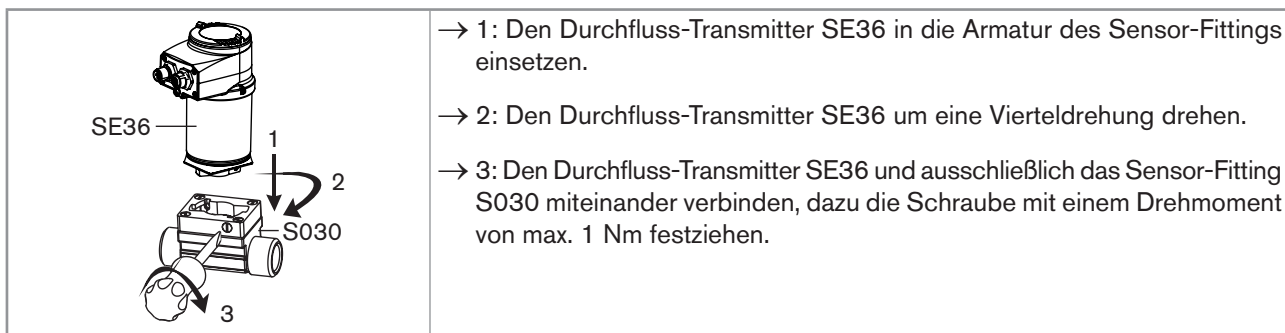 SE36
1
2
S030
3
→ 1: Den Durchfluss-Transmitter SE36 in die Armatur des Sensor-Fittings
einsetzen.
→ 2: Den Durchfluss-Transmitter SE36 um eine Vierteldrehung drehen.
→ 3: Den Durchfluss-Transmitter SE36 und ausschließlich das Sensor-Fitting
S030 miteinander verbinden, dazu die Schraube mit einem Drehmoment
von max. 1 Nm festziehen.